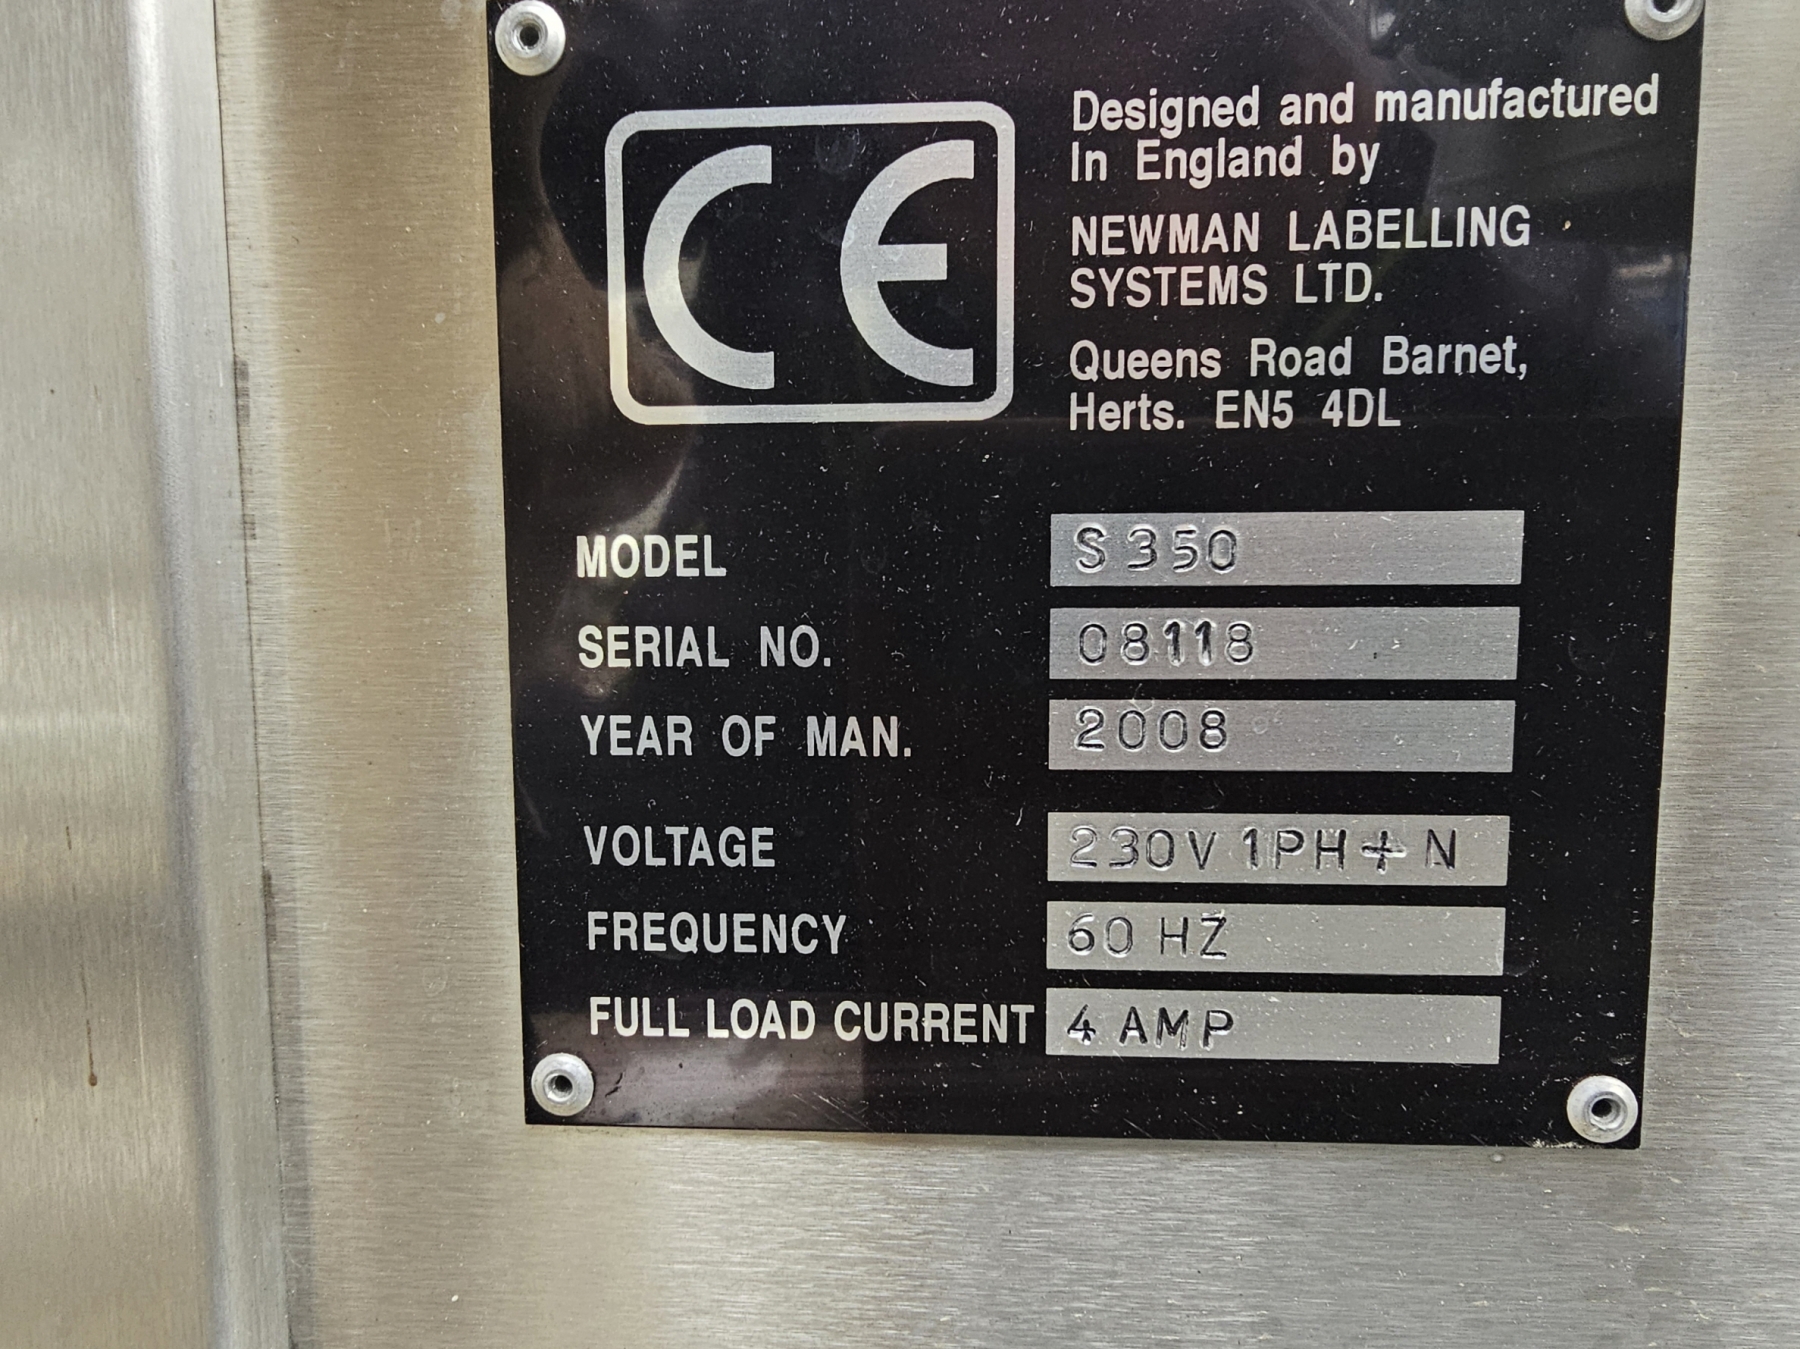 CE
Designed and manufactured
In England by
NEWMAN LABELLING
SYSTEMS LTD.
Queens Road Barnet,
Herts. EN5 4DL
MODEL S350
SERIAL NO. 08118
YEAR OF MAN. 2008
VOLTAGE 230V 1PH+N
FREQUENCY 60 HZ
FULL LOAD CURRENT 4 AMP